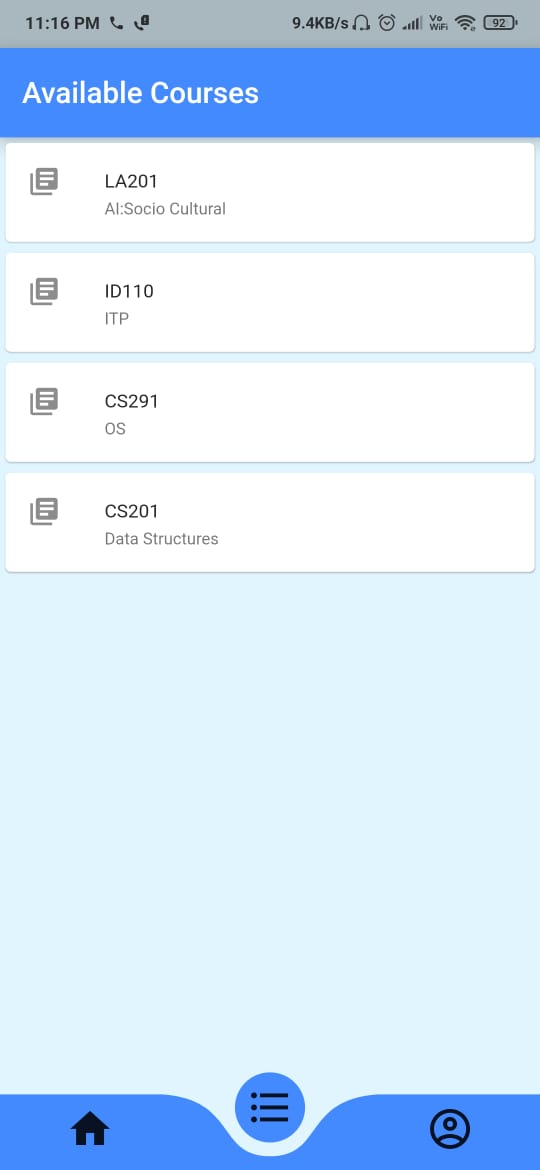 11:16 PM 9.4KB/s Vo WiFi 92
Available Courses
LA201
AI:Socio Cultural
ID110
ITP
CS291
OS
CS201
Data Structures